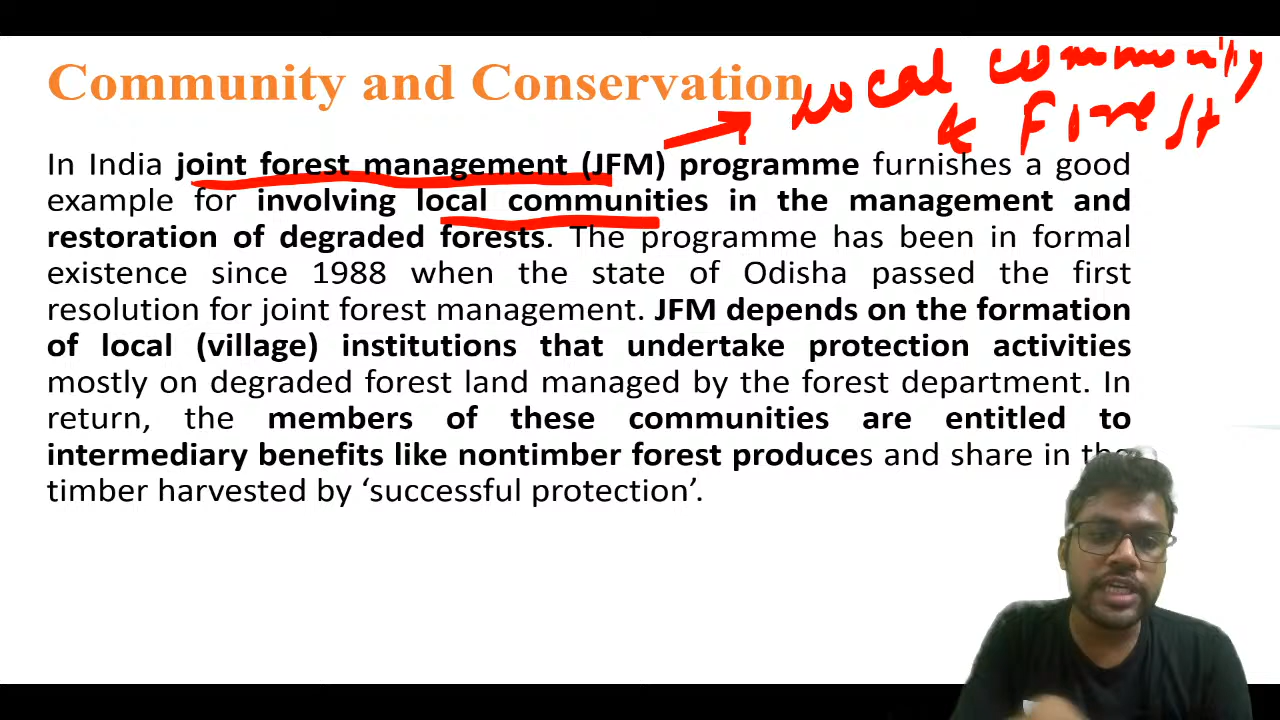 Community and Conservation
Local community
& Forest
In India joint forest management (JFM) programme furnishes a good
example for involving local communities in the management and
restoration of degraded forests. The programme has been in formal
existence since 1988 when the state of Odisha passed the first
resolution for joint forest management. JFM depends on the formation
of local (village) institutions that undertake protection activities
mostly on degraded forest land managed by the forest department. In
return, the members of these communities are entitled to
intermediary benefits like nontimber forest produces and share in the
timber harvested by ‘successful protection’.